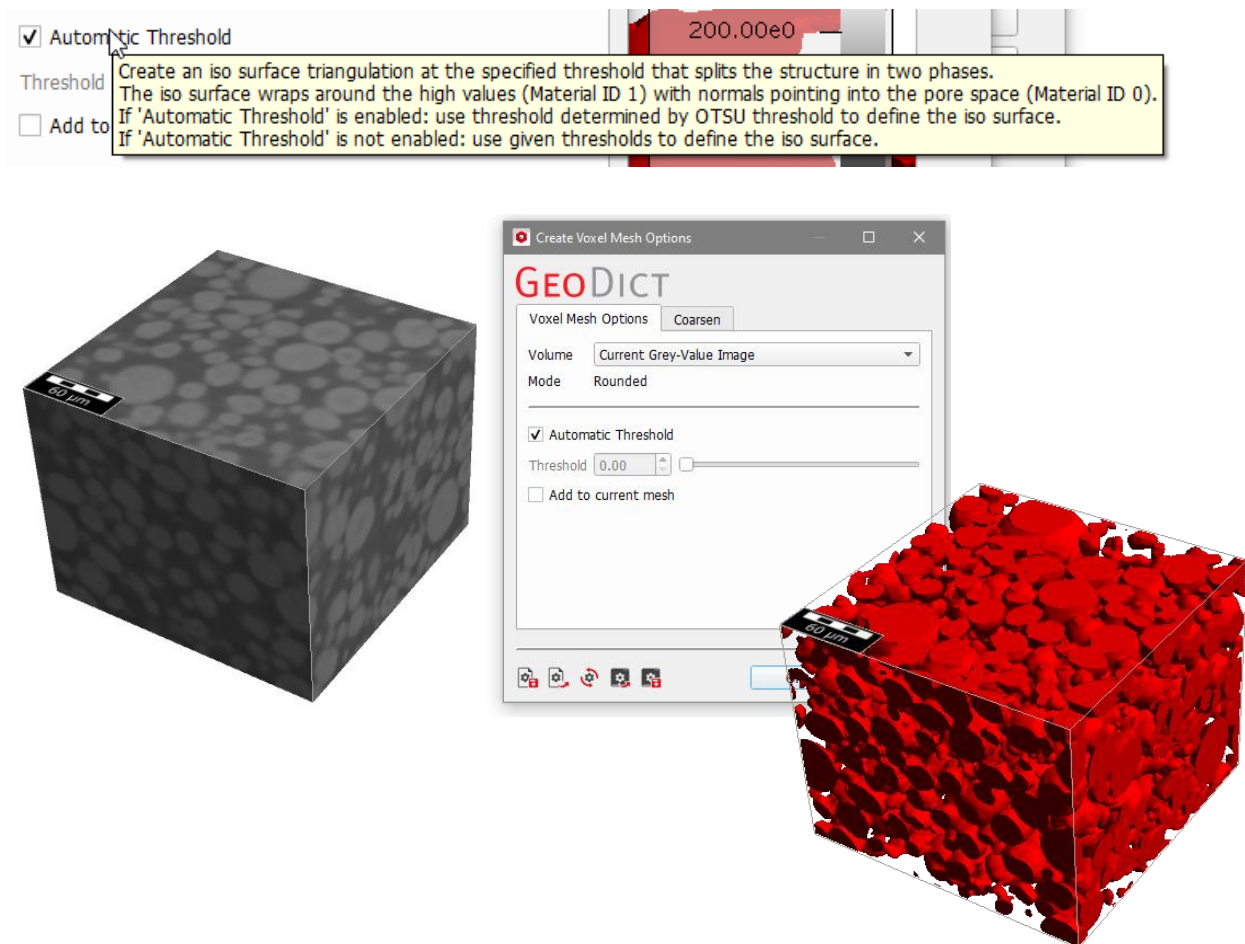 Automatic Threshold
200.00e0
Threshold
Create an iso surface triangulation at the specified threshold that splits the structure in two phases.
The iso surface wraps around the high values (Material ID 1) with normals pointing into the pore space (Material ID 0).
If 'Automatic Threshold' is enabled: use threshold determined by OTSU threshold to define the iso surface.
If 'Automatic Threshold' is not enabled: use given thresholds to define the iso surface.
Add to
Create Voxel Mesh Options
GEODICT
Voxel Mesh Options Coarsen
Volume Current Grey-Value Image
Mode Rounded
Automatic Threshold
Threshold 0.00
Add to current mesh
60 µm
60 µm